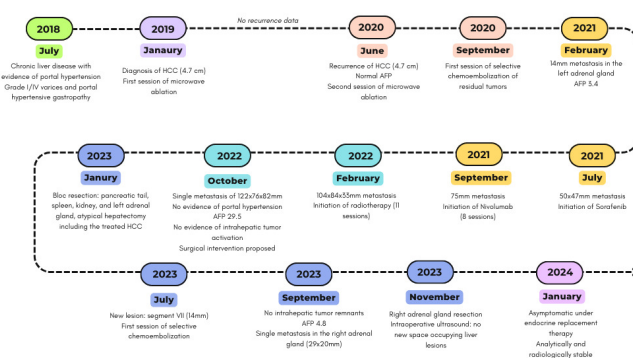 No recurrence data
2018
July
Chronic liver disease with
evidence of portal hypertension
Grade I/IV varices and portal
hypertensive gastropathy
2019
Janaury
Diagnosis of HCC (4.7 cm)
First session of microwave
ablation
2020
June
Recurrence of HCC (4.7 cm)
Normal AFP
Second session of microwave
ablation
2020
September
First session of selective
chemoembolization of
residual tumors
2021
February
14mm metastasis in the
left adrenal gland
AFP 3.4
2023
Janury
Bloc resection: pancreatic tail,
spleen, kidney, and left adrenal
gland, atypical hepatectomy
including the treated HCC
2022
October
Single metastasis of 122x76x82mm
No evidence of portal hypertension
AFP 29.5
No evidence of intrahepatic tumor
activation
Surgical intervention proposed
2022
February
104x84x55mm metastasis
Initiation of radiotherapy (11
sessions)
2021
September
75mm metastasis
Initiation of Nivolumab
(8 sessions)
2021
July
50x47mm metastasis
Initiation of Sorafenib
2023
July
New lesion: segment VII (14mm)
First session of selective
chemoembolization
2023
September
No intrahepatic tumor remnants
AFP 4.8
Single metastasis in the right adrenal
gland (29x20mm)
2023
November
Right adrenal gland resection
Intraoperative ultrasound: no
new space occupying liver
lesions
2024
January
Asymptomatic under
endocrine replacement
therapy
Analytically and
radiologically stable